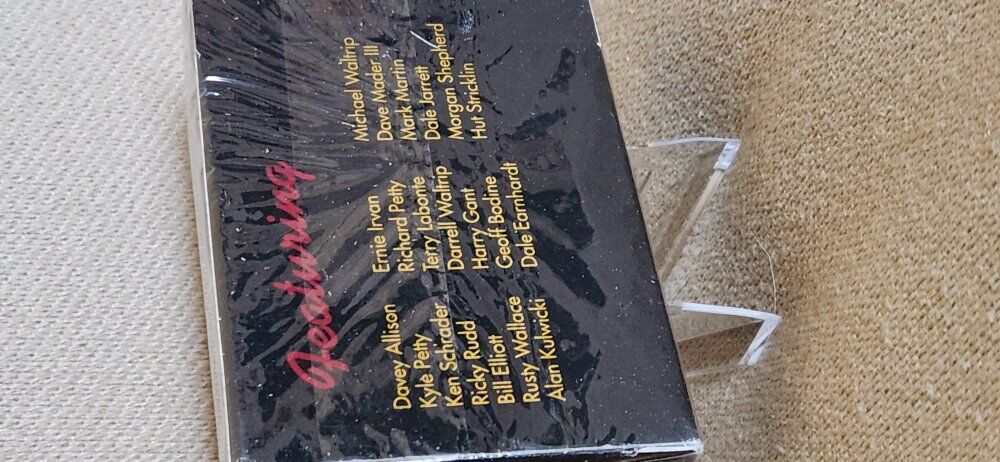 Featuring
Davey Allison
Kyle Petty
Ken Schrader
Ricky Rudd
Bill Elliott
Rusty Wallace
Alan Kulwicki
Ernie Irvan
Richard Petty
Terry Labonte
Darrell Waltrip
Harry Gant
Geoff Bodine
Dale Earnhardt
Michael Waltrip
Dave Mader III
Mark Martin
Dale Jarrett
Morgan Shepherd
Hut Stricklin